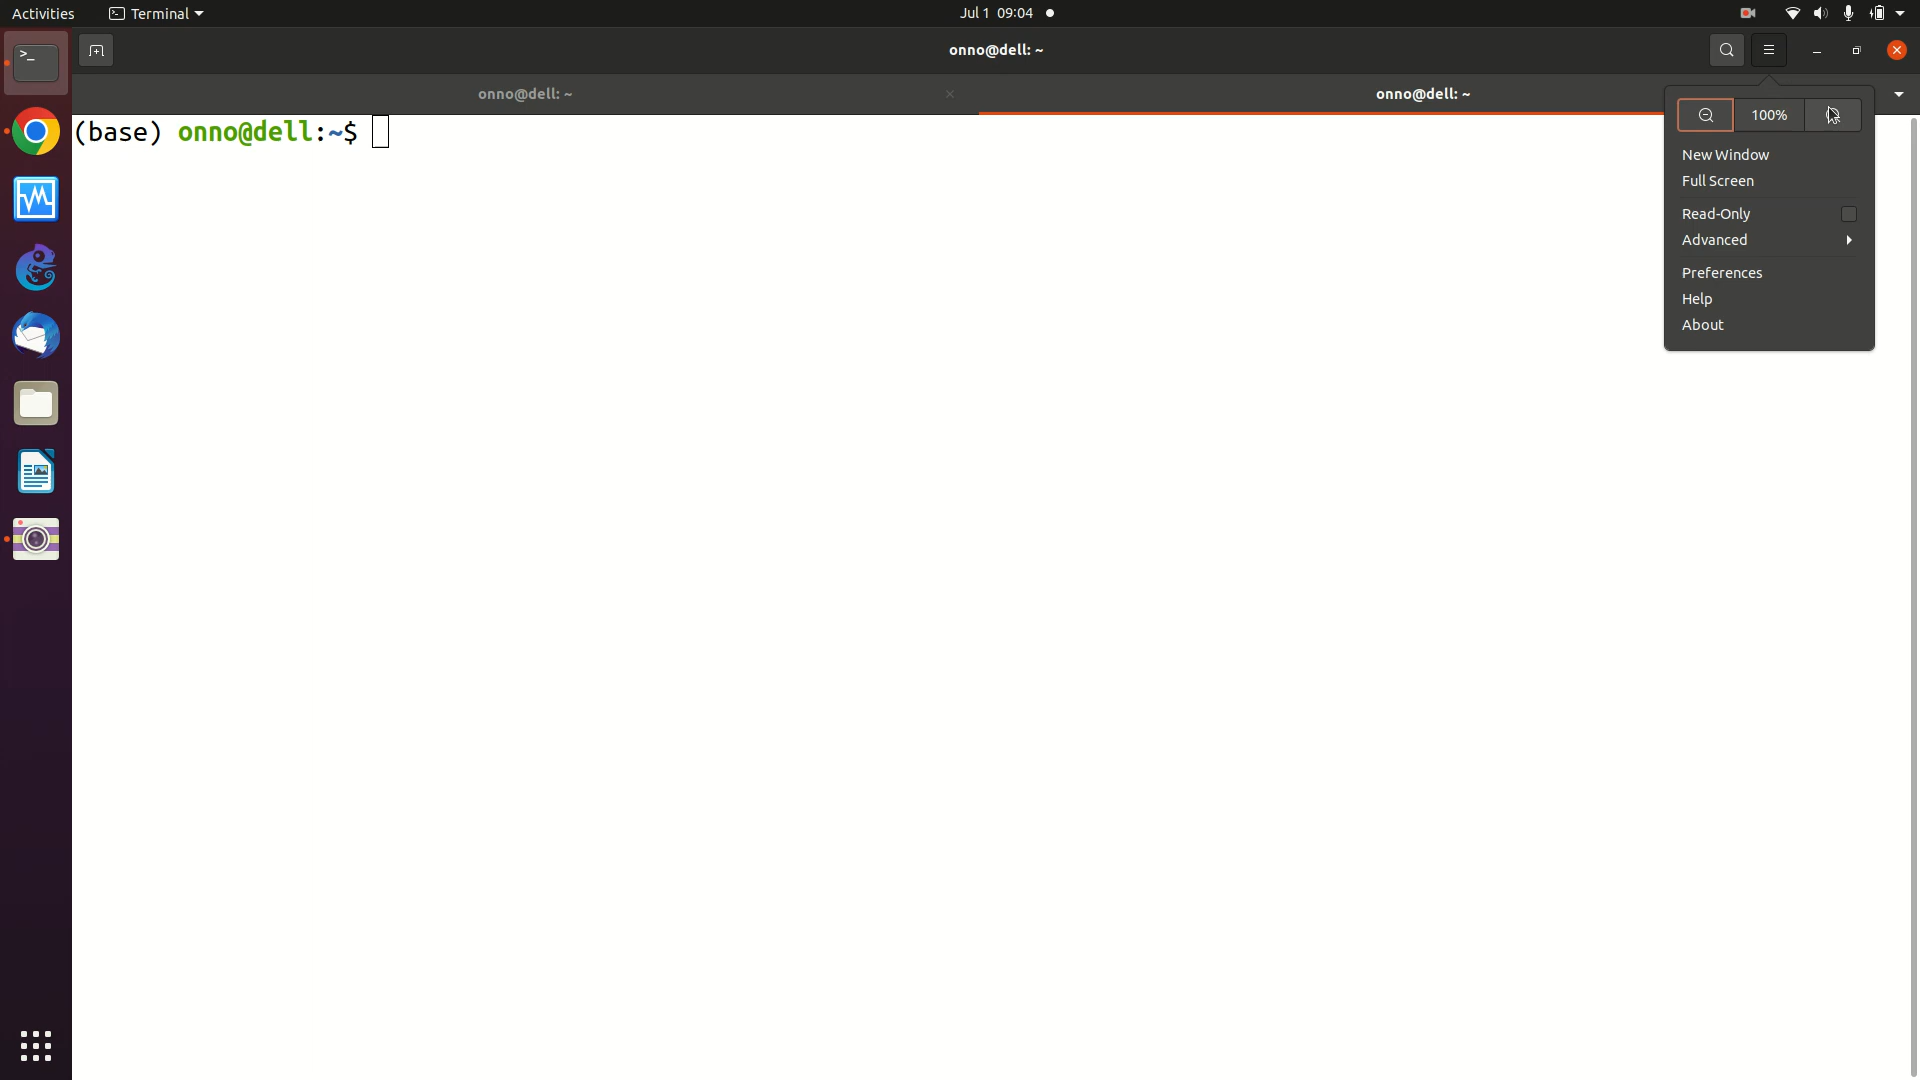 Activities Terminal Jul 1 09:04
onno@dell: ~
onno@dell: ~ × onno@dell: ~
(base) onno@dell:~$
100%
New Window
Full Screen
Read-Only
Advanced
Preferences
Help
About